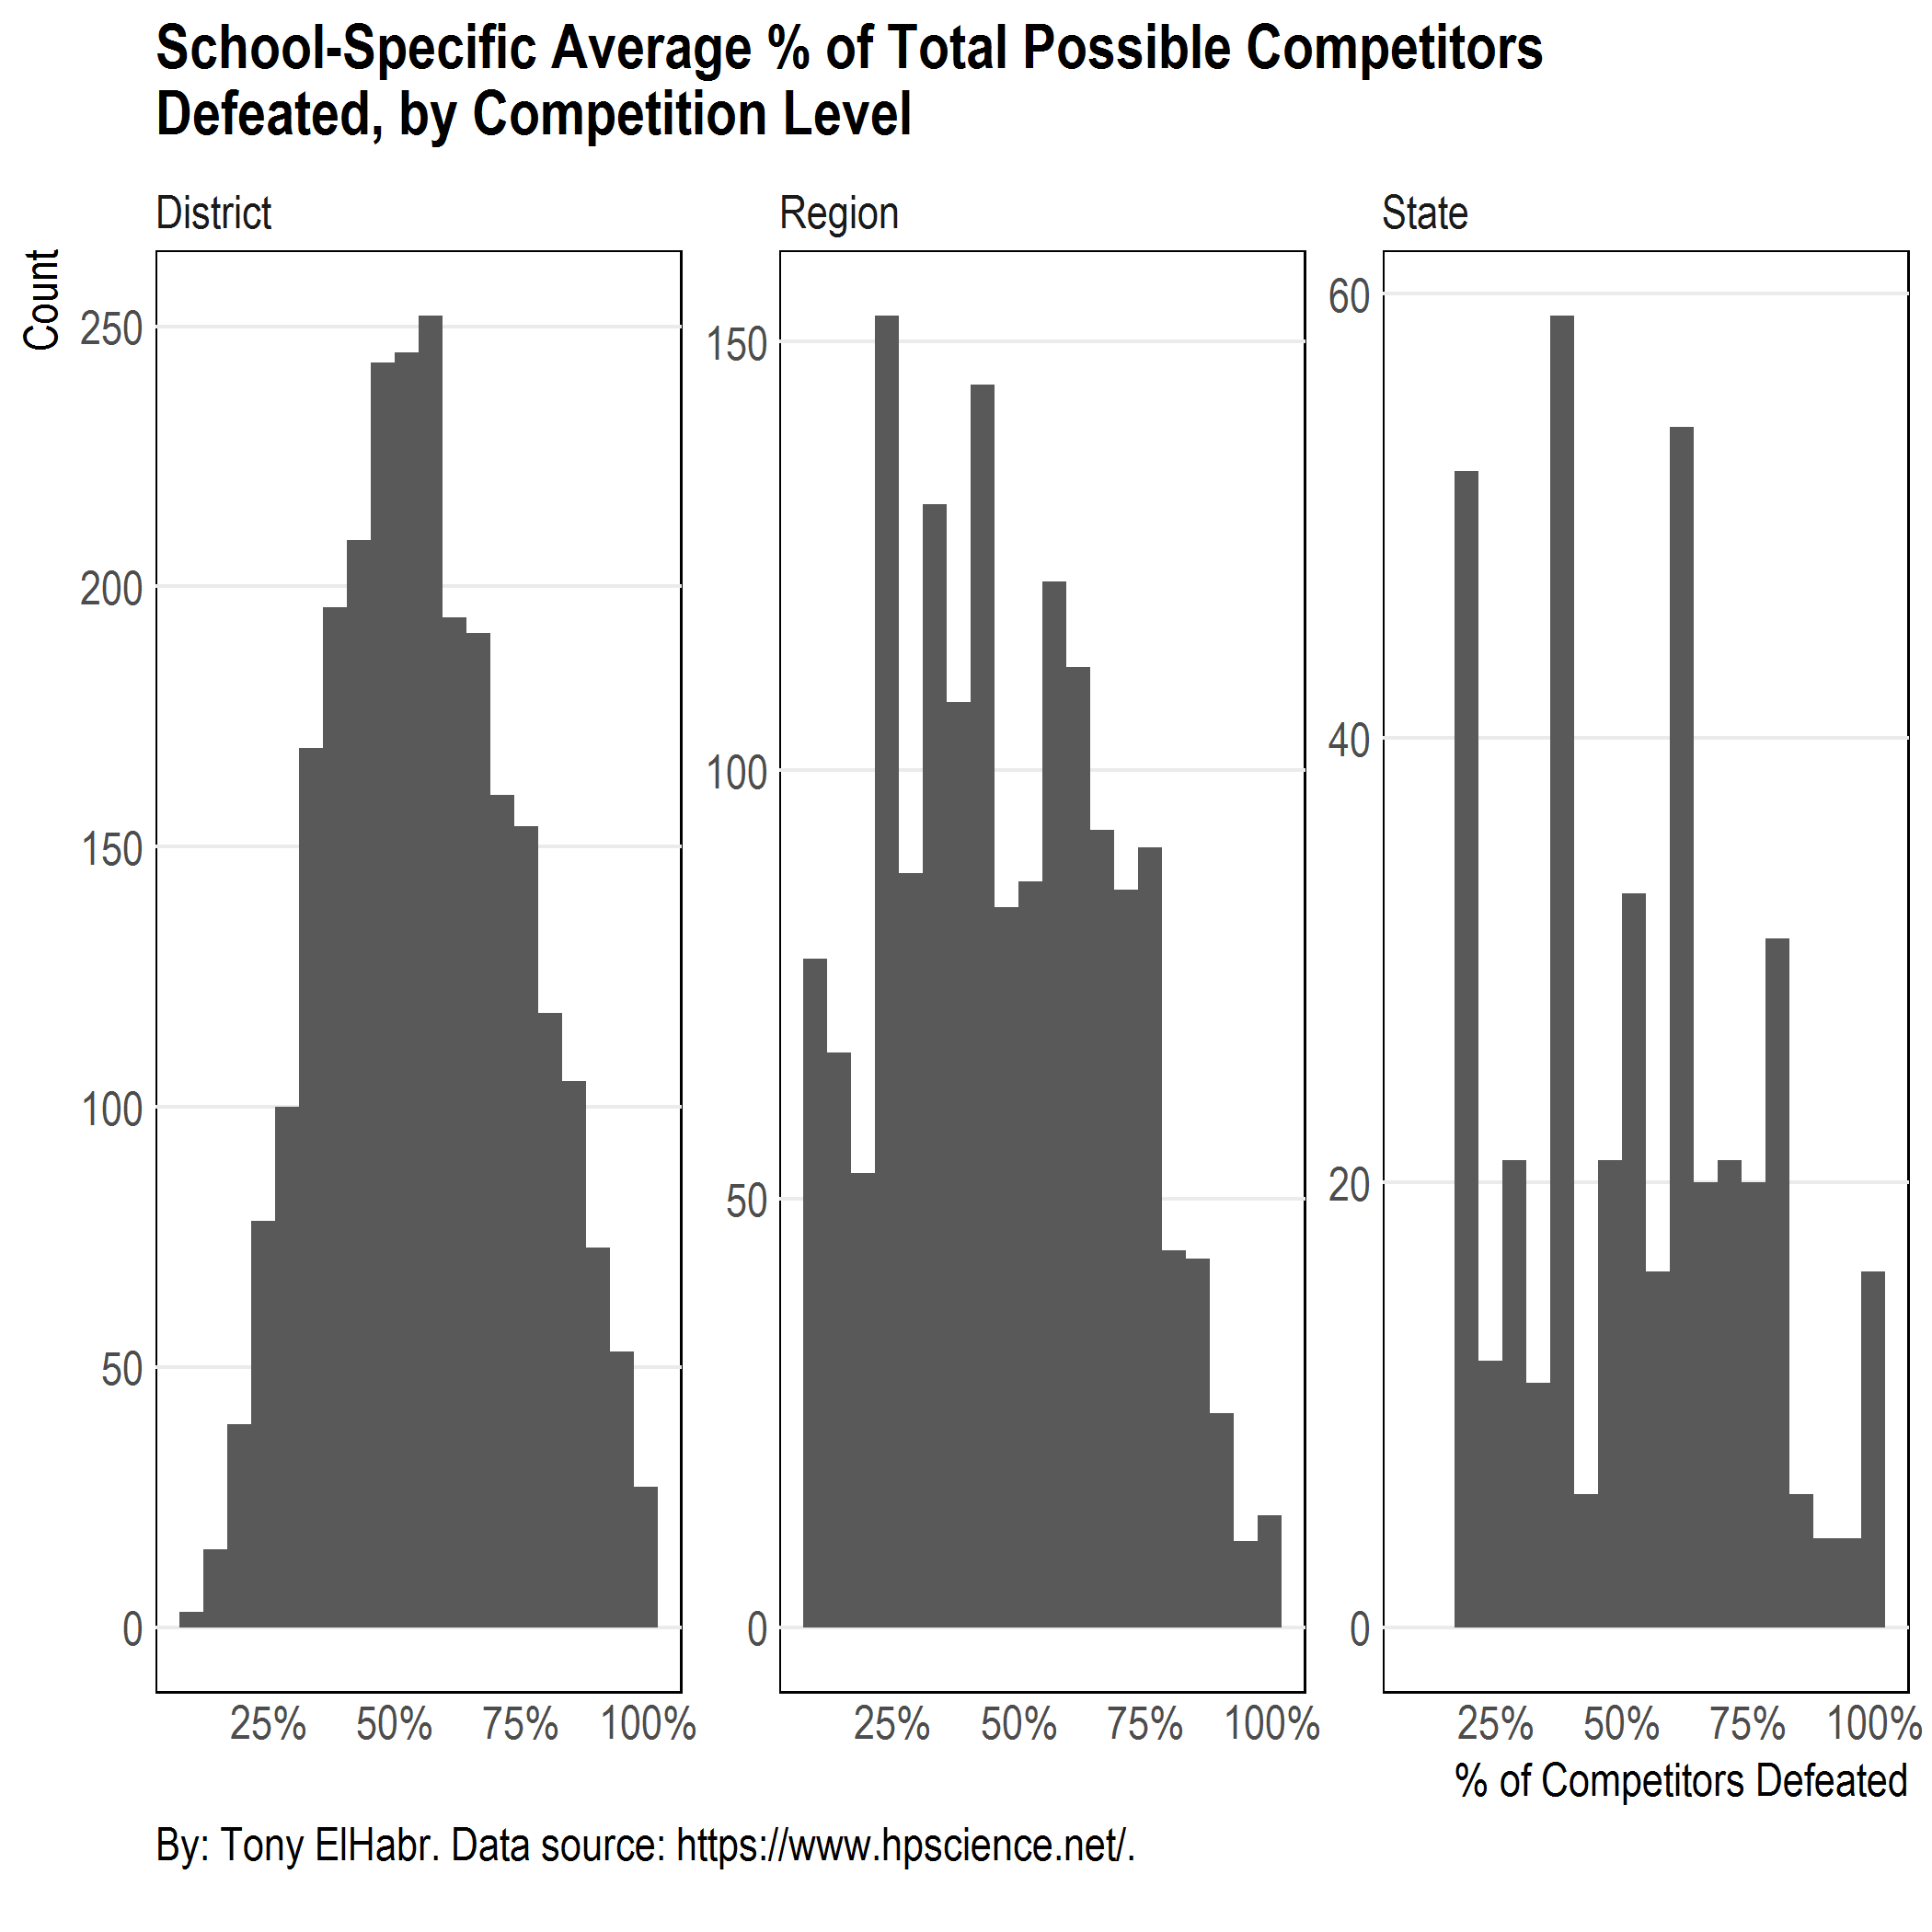 School-Specific Average % of Total Possible Competitors
Defeated, by Competition Level
District
Region
State
Count
250
200
150
100
50
0
150
100
50
0
60
40
20
0
25% 50% 75% 100%
25% 50% 75% 100%
25% 50% 75% 100%
% of Competitors Defeated
By: Tony ElHabr. Data source: https://www.hpscience.net/.